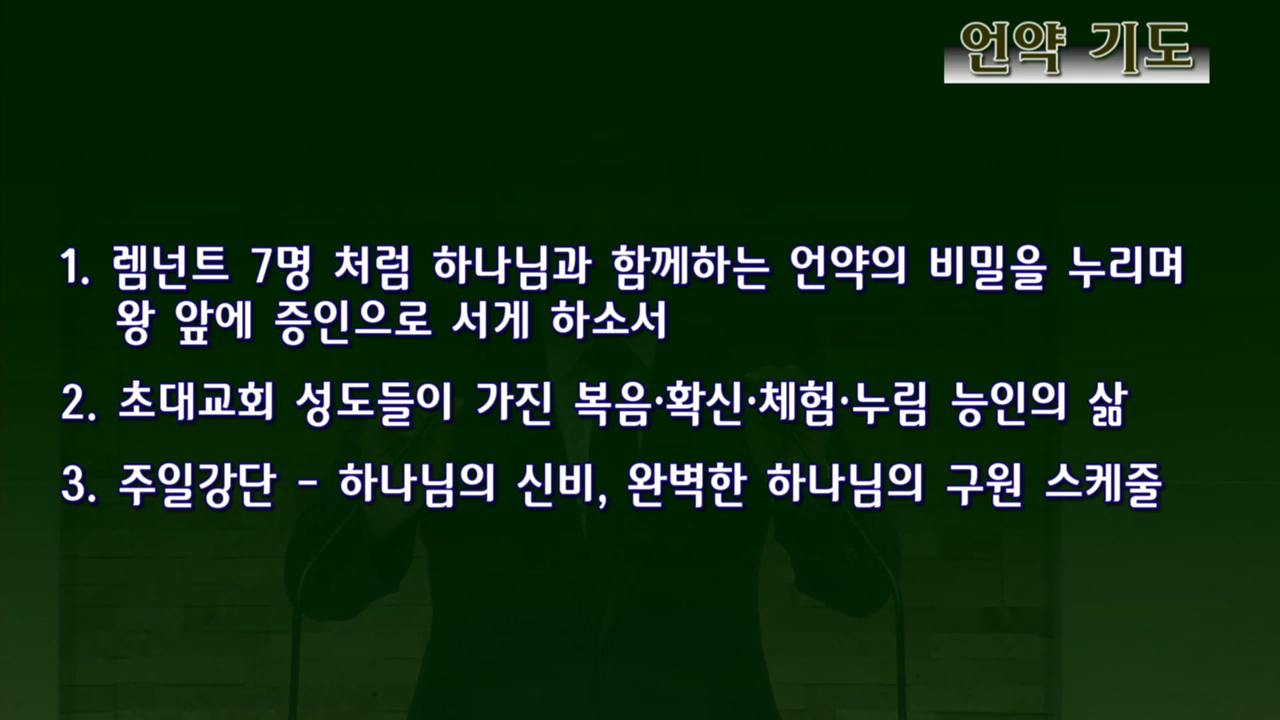 언약 기도
1. 렘넌트 7명 처럼 하나님과 함께하는 언약의 비밀을 누리며
왕 앞에 증인으로 서게 하소서
2. 초대교회 성도들이 가진 복음·확신·체험·누림 능인의 삶
3. 주일강단 - 하나님의 신비, 완벽한 하나님의 구원 스케줄